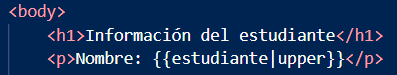 <body>
<h1>Información del estudiante</h1>
<p>Nombre: {{estudiante|upper}}</p>